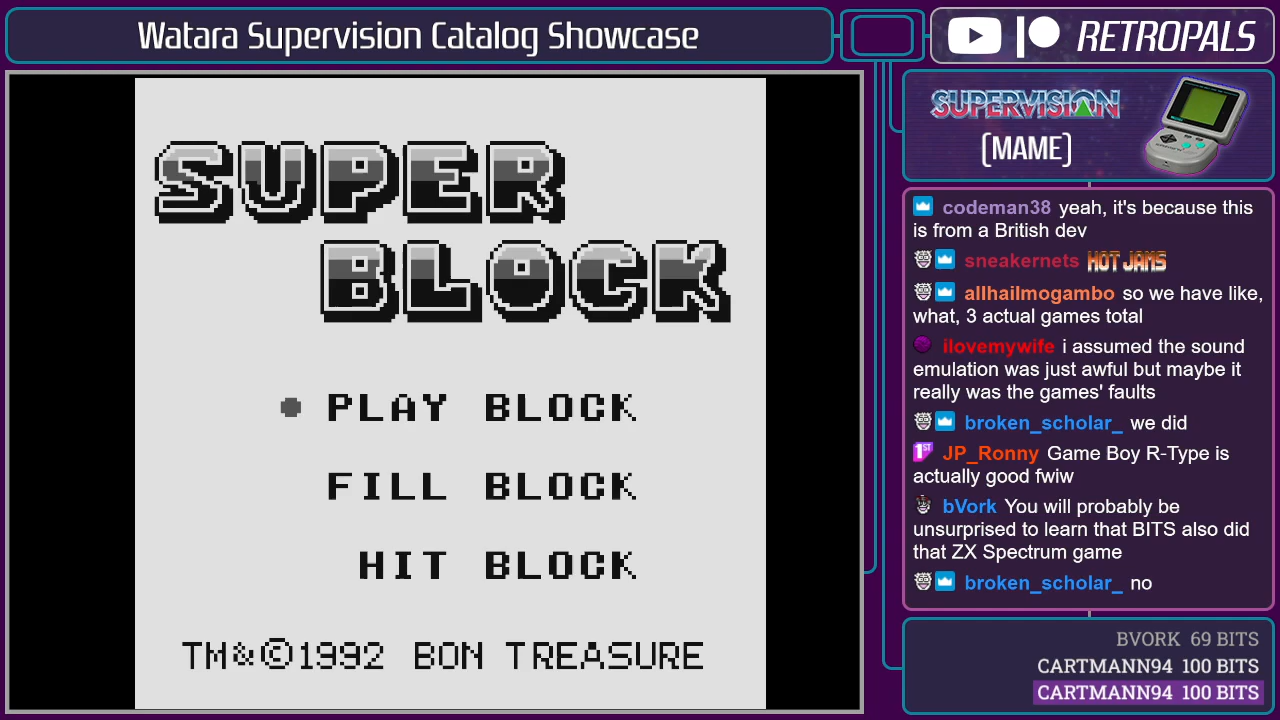 Watara Supervision Catalog Showcase
RETROPALS
SUPERVISION
[MAME]
SUPER
BLOCK
PLAY BLOCK
FILL BLOCK
HIT BLOCK
TM&©1992 BON TREASURE
codeman38 yeah, it's because this
is from a British dev
sneakernets HOT JAMS
allhailmogambo so we have like,
what, 3 actual games total
ilovemywife i assumed the sound
emulation was just awful but maybe it
really was the games' faults
broken_scholar_ we did
1ST JP_Ronny Game Boy R-Type is
actually good fwiw
bVork You will probably be
unsurprised to learn that BITS also did
that ZX Spectrum game
broken_scholar_ no
BVORK 69 BITS
CARTMANN94 100 BITS
CARTMANN94 100 BITS